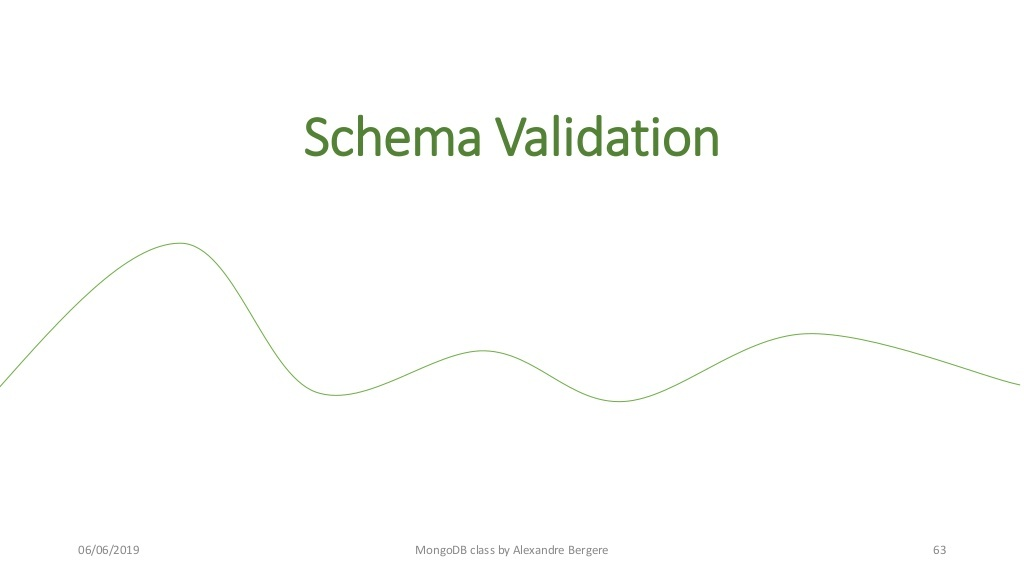 Schema Validation
06/06/2019
MongoDB class by Alexandre Bergere
63